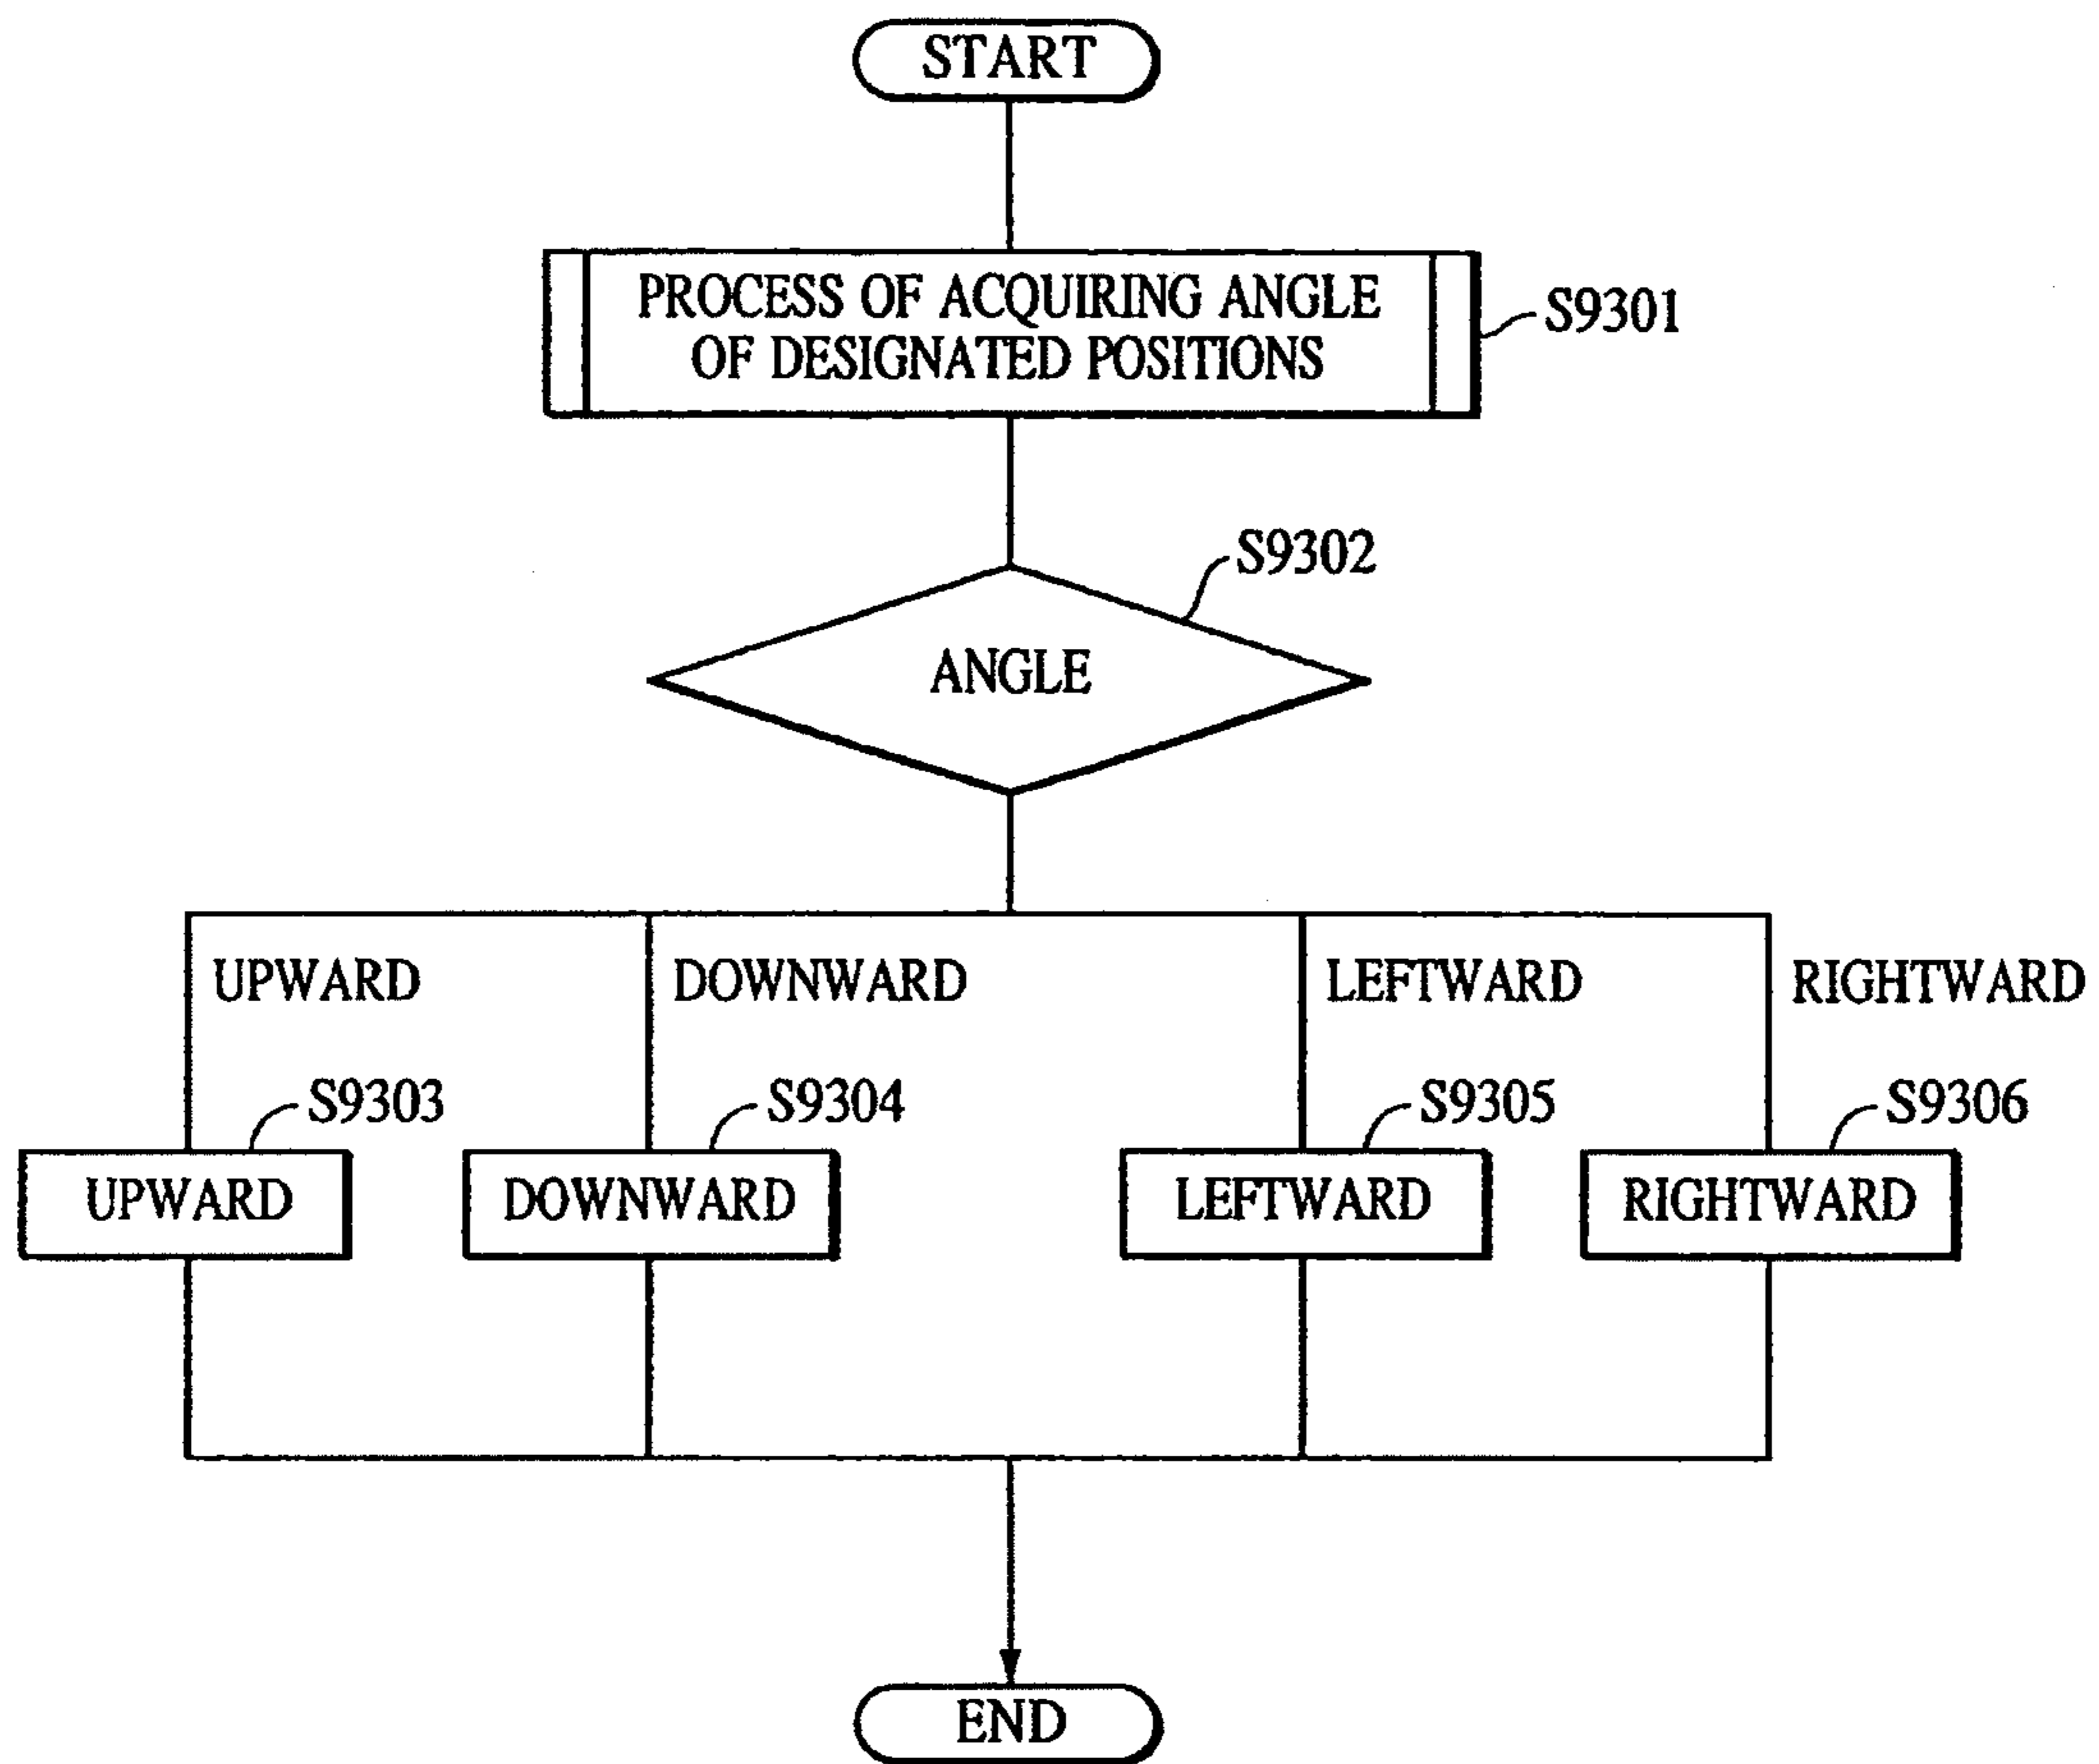 START
PROCESS OF ACQUIRING ANGLE
OF DESIGNATED POSITIONS
S9301
S9302
ANGLE
UPWARD
DOWNWARD
LEFTWARD
RIGHTWARD
S9303
S9304
S9305
S9306
UPWARD
DOWNWARD
LEFTWARD
RIGHTWARD
END